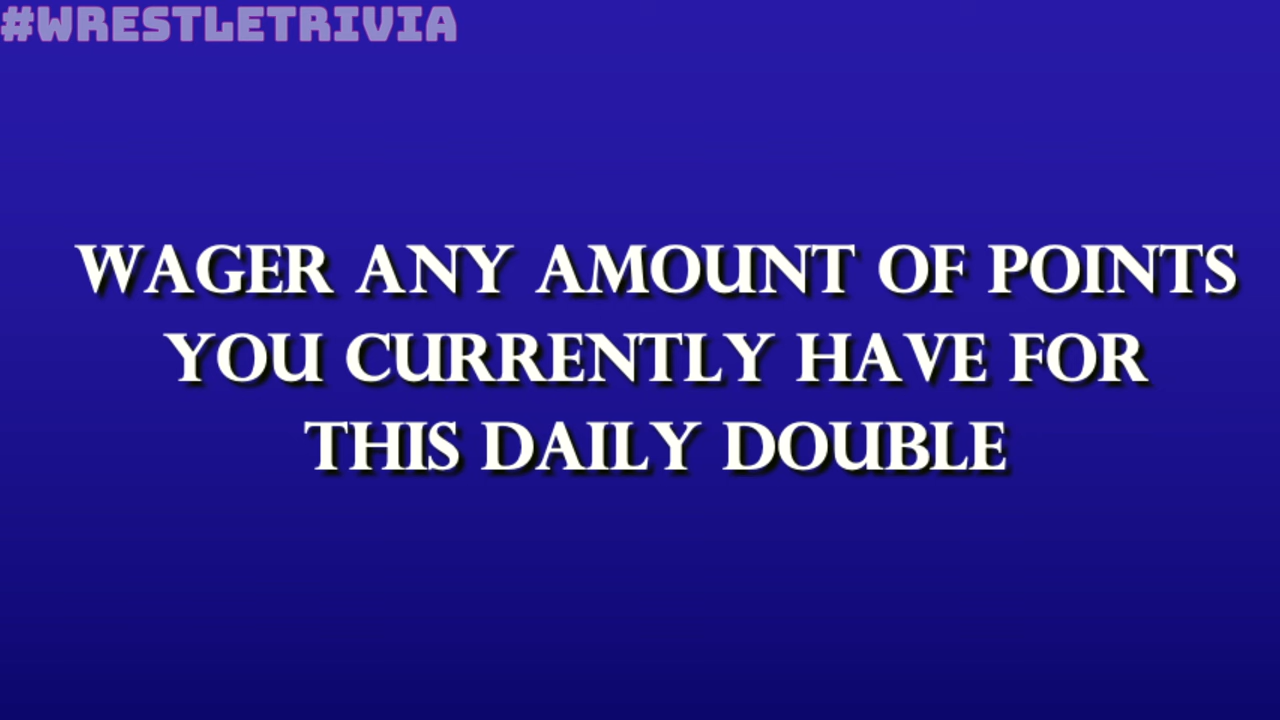 #WRESTLETRIVIA
WAGER ANY AMOUNT OF POINTS
YOU CURRENTLY HAVE FOR
THIS DAILY DOUBLE